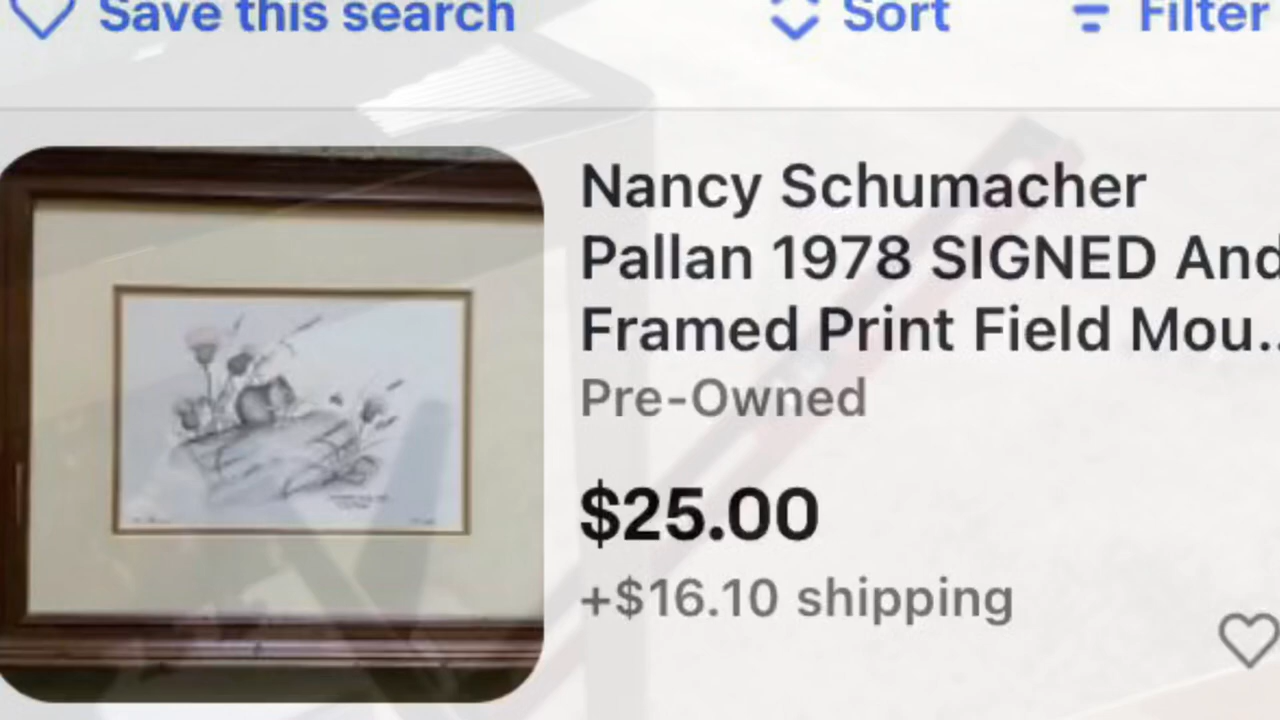 Save this search
Sort
Filter
Nancy Schumacher
Pallan 1978 SIGNED And
Framed Print Field Mou..
Pre-Owned
$25.00
+$16.10 shipping